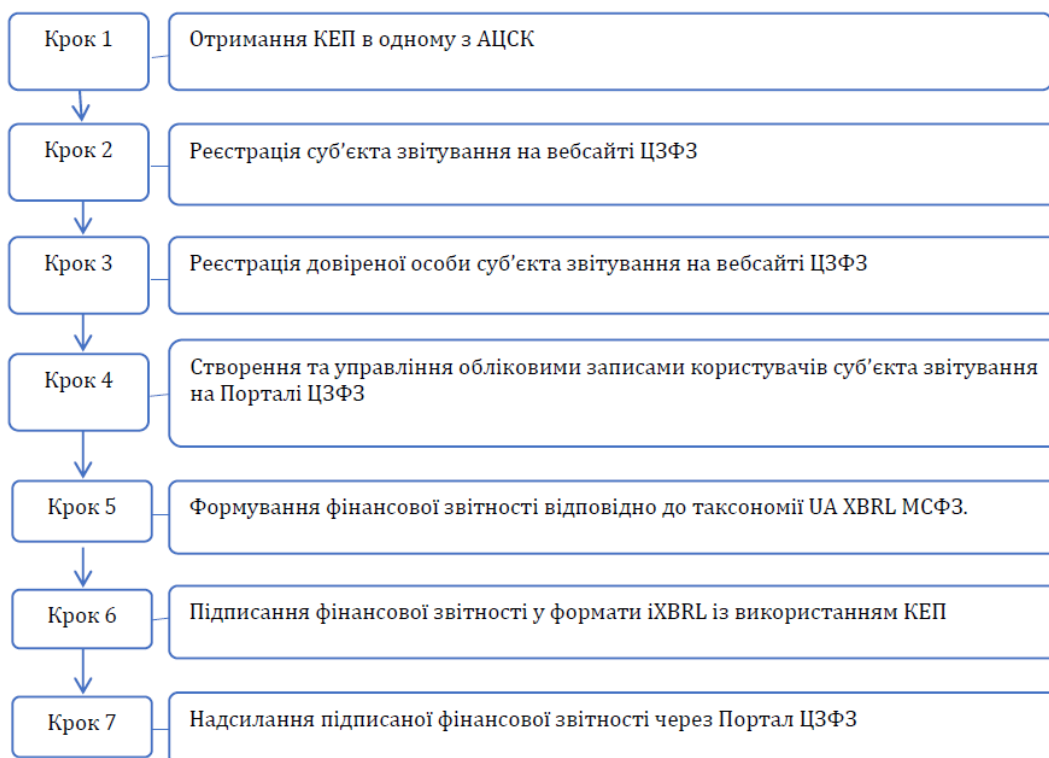 Крок 1
Отримання КЕП в одному з АЦСК
Крок 2
Реєстрація суб’єкта звітування на вебсайті ЦЗФЗ
Крок 3
Реєстрація довіреної особи суб’єкта звітування на вебсайті ЦЗФЗ
Крок 4
Створення та управління обліковими записами користувачів суб’єкта звітування
на Порталі ЦЗФЗ
Крок 5
Формування фінансової звітності відповідно до таксономії UA XBRL МСФЗ.
Крок 6
Підписання фінансової звітності у формати iXBRL із використанням КЕП
Крок 7
Надсилання підписаної фінансової звітності через Портал ЦЗФЗ